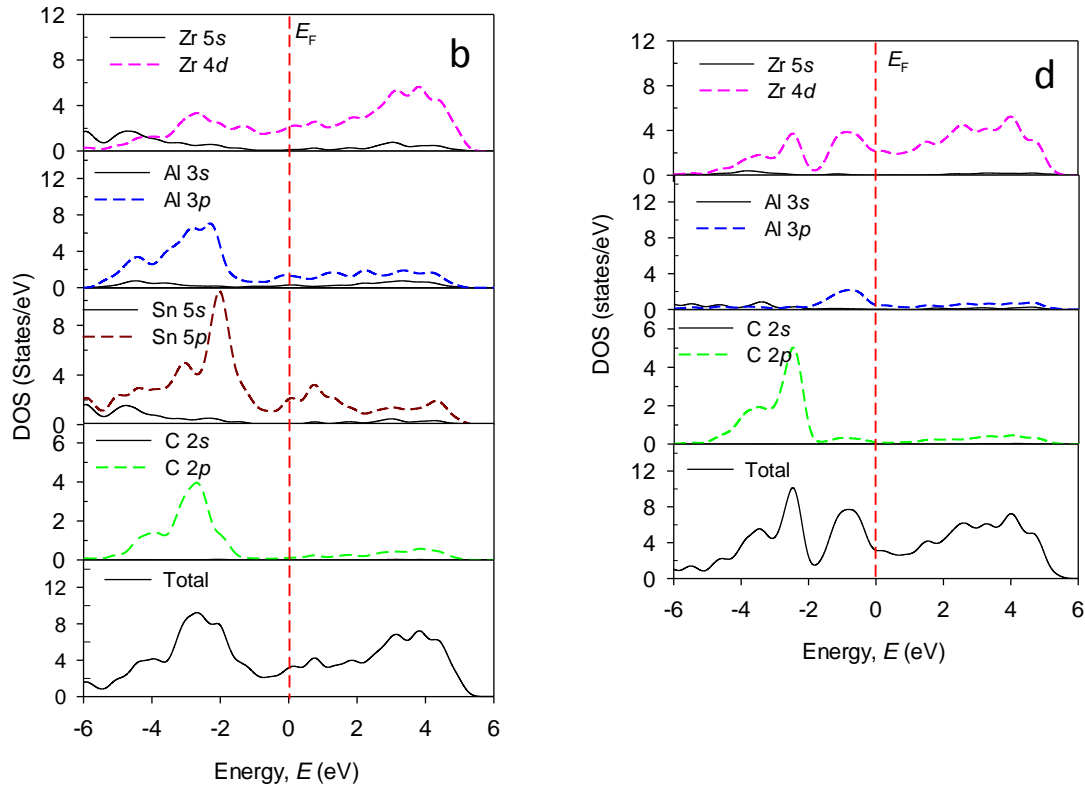 12
8
4
0
Zr 5s
Zr 4d
E_F
b
12
8
4
0
Al 3s
Al 3p
8
4
0
Sn 5s
Sn 5p
6
4
2
0
C 2s
C 2p
12
8
4
0
Total
-6 -4 -2 0 2 4 6
Energy, E (eV)
DOS (States/eV)
12
8
4
0
Zr 5s
Zr 4d
E_F
d
12
8
4
0
Al 3s
Al 3p
6
4
2
0
C 2s
C 2p
12
8
4
0
Total
-6 -4 -2 0 2 4 6
Energy, E (eV)
DOS (states/eV)